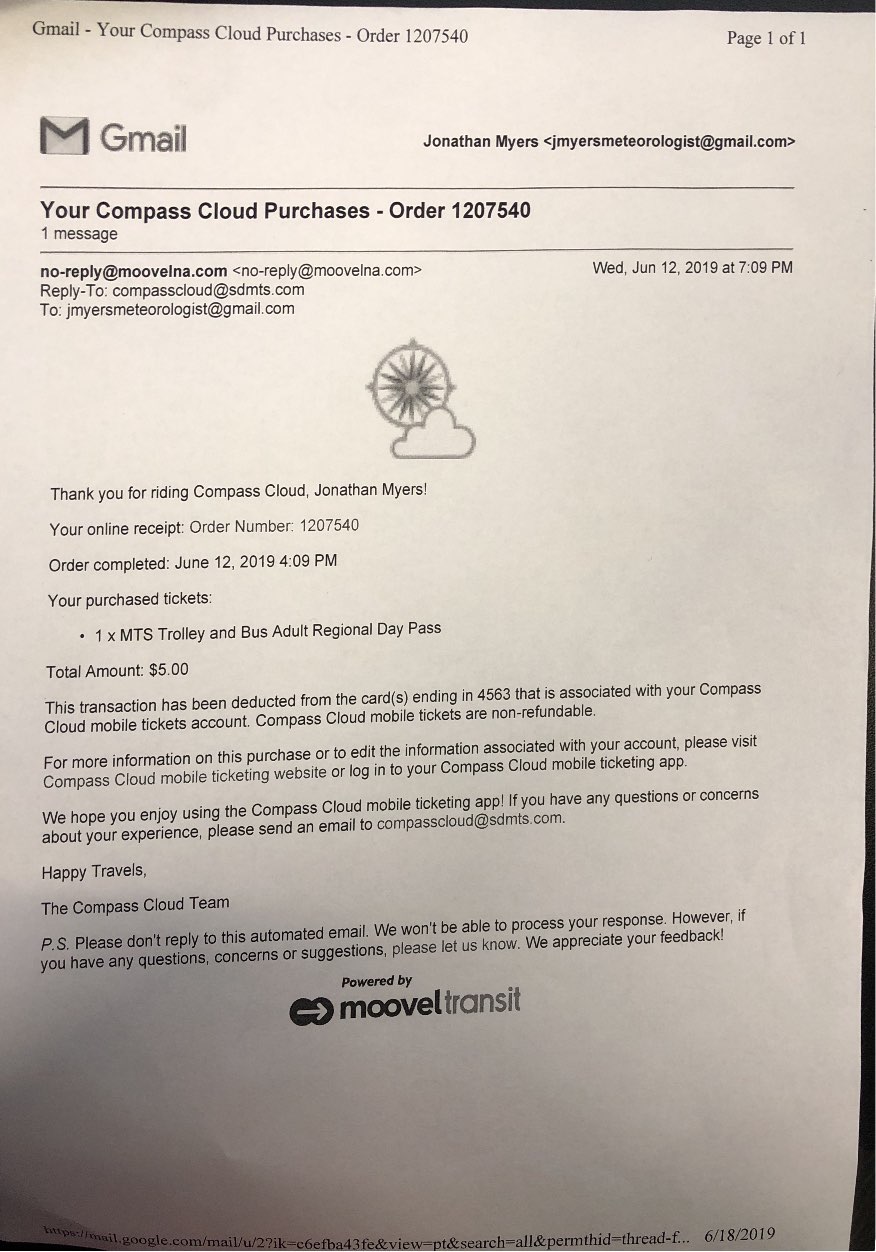 Gmail - Your Compass Cloud Purchases - Order 1207540
Page 1 of 1
Gmail
Jonathan Myers <jmyersmeteorologist@gmail.com>
Your Compass Cloud Purchases - Order 1207540
1 message
no-reply@moovelna.com <no-reply@moovelna.com>
Wed, Jun 12, 2019 at 7:09 PM
Reply-To: compasscloud@sdmts.com
To: jmyersmeteorologist@gmail.com
Thank you for riding Compass Cloud, Jonathan Myers!
Your online receipt: Order Number: 1207540
Order completed: June 12, 2019 4:09 PM
Your purchased tickets:
• 1 x MTS Trolley and Bus Adult Regional Day Pass
Total Amount: $5.00
This transaction has been deducted from the card(s) ending in 4563 that is associated with your Compass
Cloud mobile tickets account. Compass Cloud mobile tickets are non-refundable.
For more information on this purchase or to edit the information associated with your account, please visit
Compass Cloud mobile ticketing website or log in to your Compass Cloud mobile ticketing app.
We hope you enjoy using the Compass Cloud mobile ticketing app! If you have any questions or concerns
about your experience, please send an email to compasscloud@sdmts.com.
Happy Travels,
The Compass Cloud Team
P.S. Please don't reply to this automated email. We won't be able to process your response. However, if
you have any questions, concerns or suggestions, please let us know. We appreciate your feedback!
Powered by
mooveltransit
https://mail.google.com/mail/u/2?ik=c6efba43fe&view=pt&search=all&permthid=thread-f... 6/18/2019